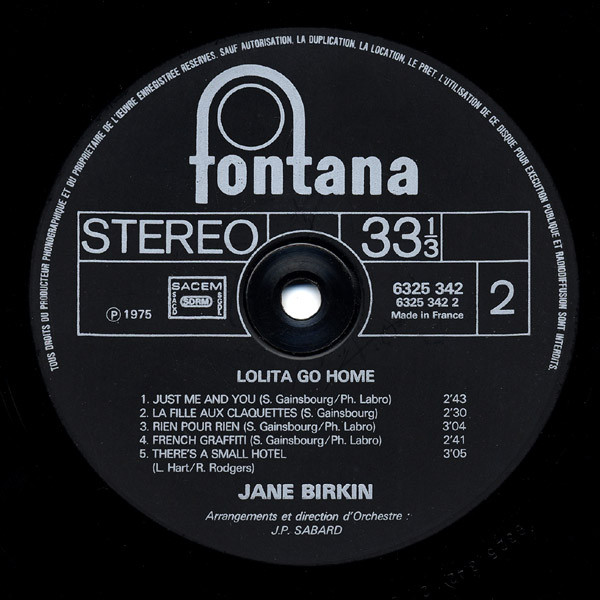 TOUS DROITS DU PRODUCTEUR PHONOGRAPHIQUE ET DU PROPRIETAIRE DE L'ŒUVRE ENREGISTREE RESERVES. SAUF AUTORISATION, LA DUPLICATION, LA LOCATION, LE PRET, L'UTILISATION DE CE DISQUE POUR EXECUTION PUBLIQUE ET RADIODIFFUSION SONT INTERDITS.
fontana
STEREO 33⅓
℗ 1975
SACEM
SACD SDRM SGDL
6325 342
6325 342 2
Made in France
2
LOLITA GO HOME
1. JUST ME AND YOU (S. Gainsbourg/Ph. Labro) 2'43
2. LA FILLE AUX CLAQUETTES (S. Gainsbourg) 2'30
3. RIEN POUR RIEN (S. Gainsbourg/Ph. Labro) 3'04
4. FRENCH GRAFFITI (S. Gainsbourg/Ph. Labro) 2'41
5. THERE'S A SMALL HOTEL 3'05
(L. Hart/R. Rodgers)
JANE BIRKIN
Arrangements et direction d'Orchestre :
J.P. SABARD